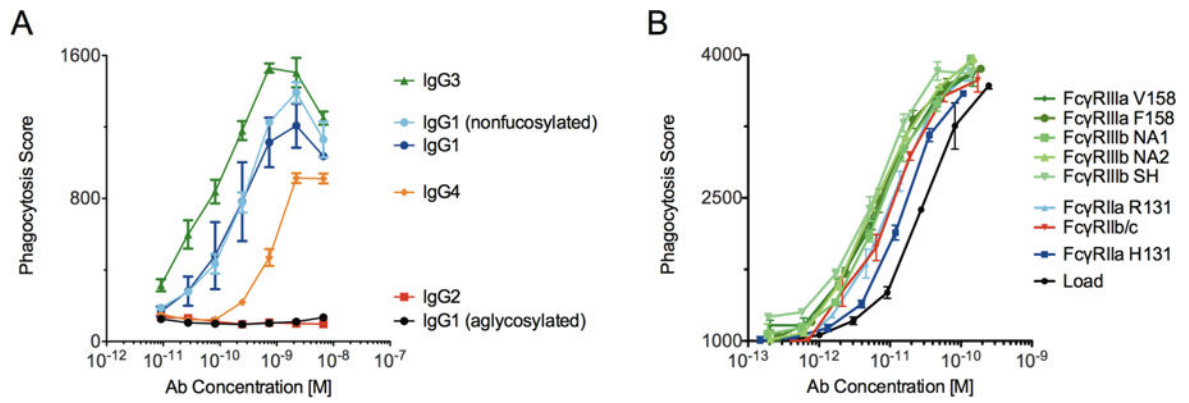 A
1600
800
0
Phagocytosis Score
10⁻¹² 10⁻¹¹ 10⁻¹⁰ 10⁻⁹ 10⁻⁸ 10⁻⁷
Ab Concentration [M]
IgG3
IgG1 (nonfucosylated)
IgG1
IgG4
IgG2
IgG1 (aglycosylated)
B
4000
2500
1000
Phagocytosis Score
10⁻¹³ 10⁻¹² 10⁻¹¹ 10⁻¹⁰ 10⁻⁹
Ab Concentration [M]
FcγRIIIa V158
FcγRIIIa F158
FcγRIIIb NA1
FcγRIIIb NA2
FcγRIIIb SH
FcγRIIa R131
FcγRIIb/c
FcγRIIa H131
Load